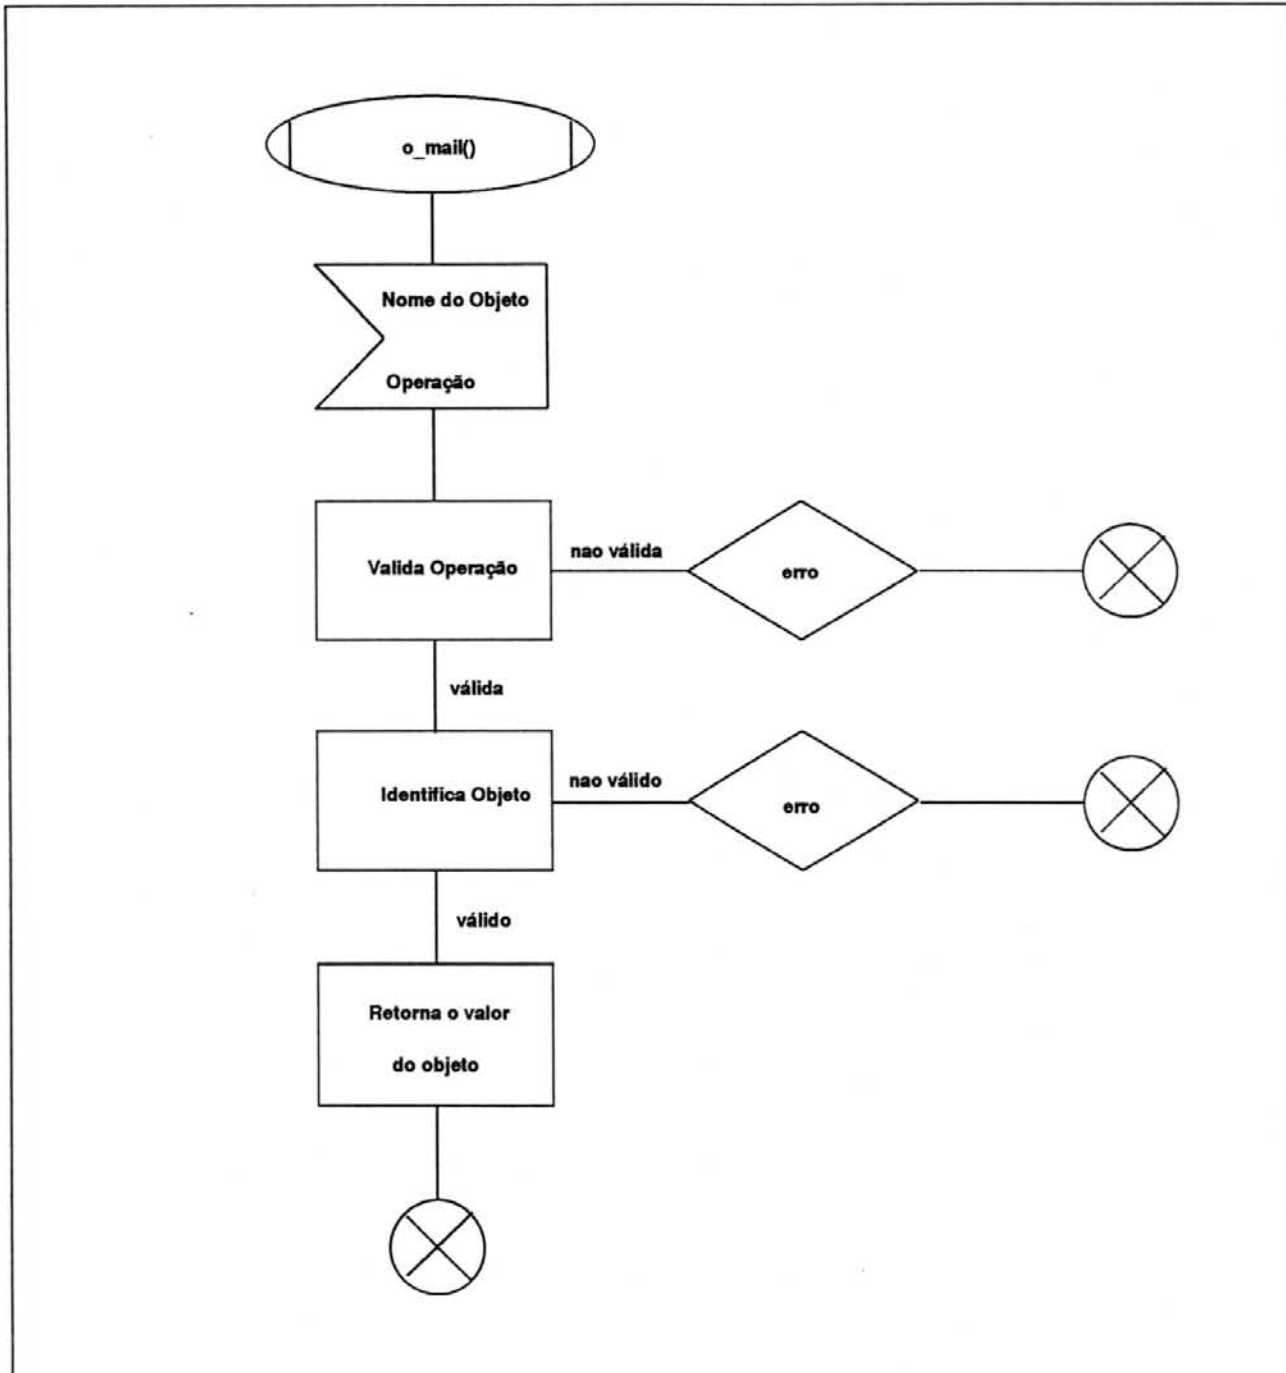 o_mail()
Nome do Objeto
Operação
Valida Operação
nao válida
erro
válida
Identifica Objeto
nao válido
erro
válido
Retorna o valor
do objeto